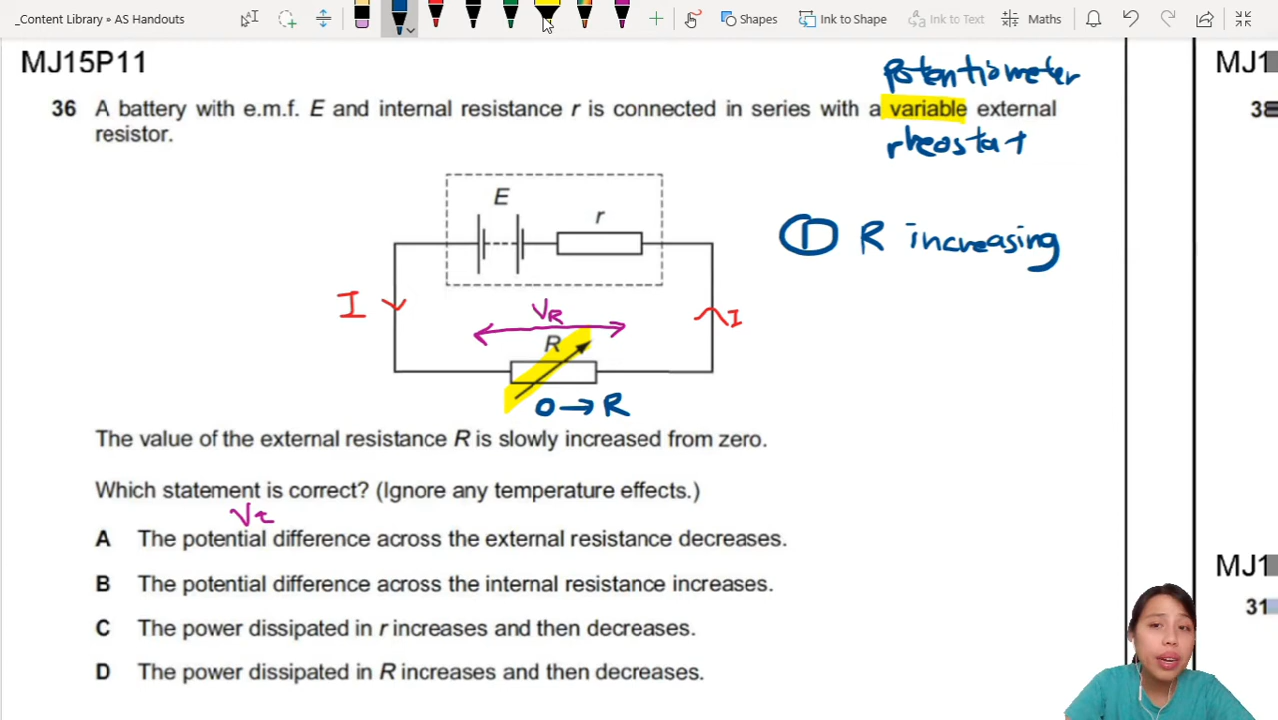 _Content Library » AS Handouts
Shapes
Ink to Shape
Ink to Text
Maths
MJ15P11
potentiometer
36 A battery with e.m.f. E and internal resistance r is connected in series with a variable external
resistor.
rheostat
E
r
① R increasing
I
VR
I
R
0 → R
The value of the external resistance R is slowly increased from zero.
Which statement is correct? (Ignore any temperature effects.)
A The potential difference across the external resistance decreases.
B The potential difference across the internal resistance increases.
C The power dissipated in r increases and then decreases.
D The power dissipated in R increases and then decreases.
MJ1
MJ1
31